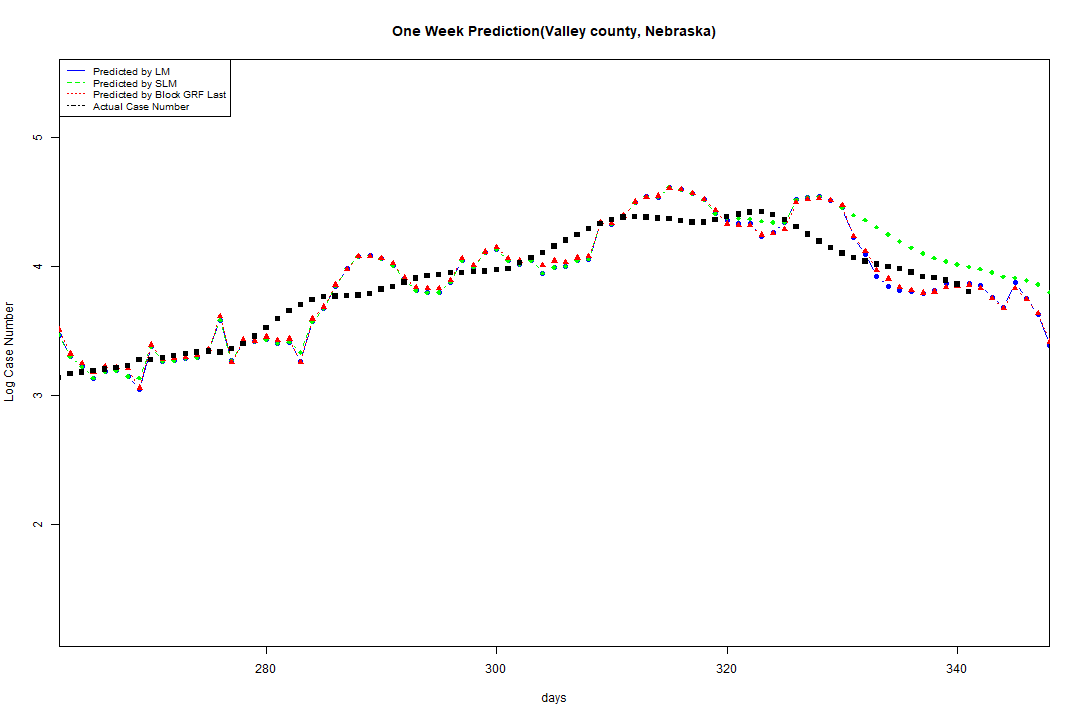 One Week Prediction(Valley county, Nebraska)
Predicted by LM
Predicted by SLM
Predicted by Block GRF Last
Actual Case Number
5
4
3
2
Log Case Number
280 300 320 340
days